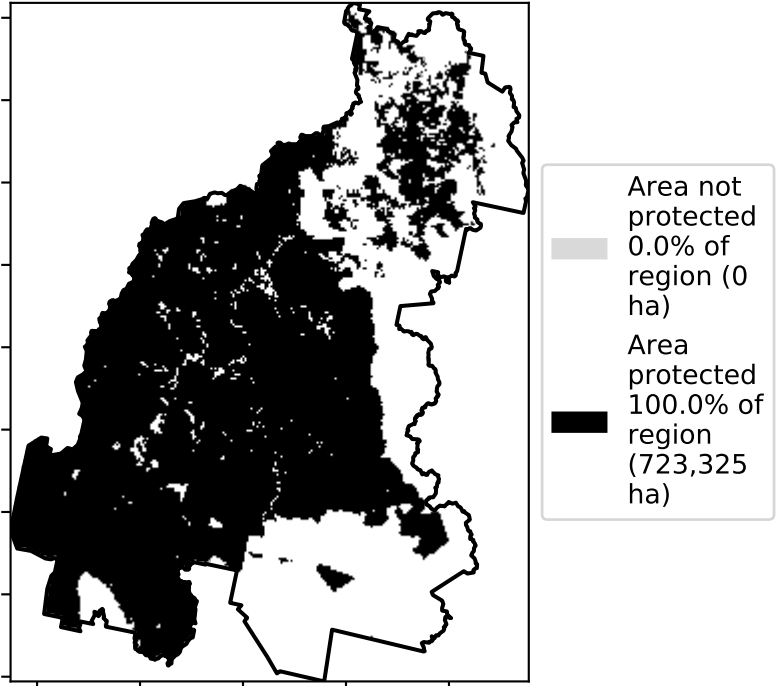 Area not
protected
0.0% of
region (0
ha)
Area
protected
100.0% of
region
(723,325
ha)